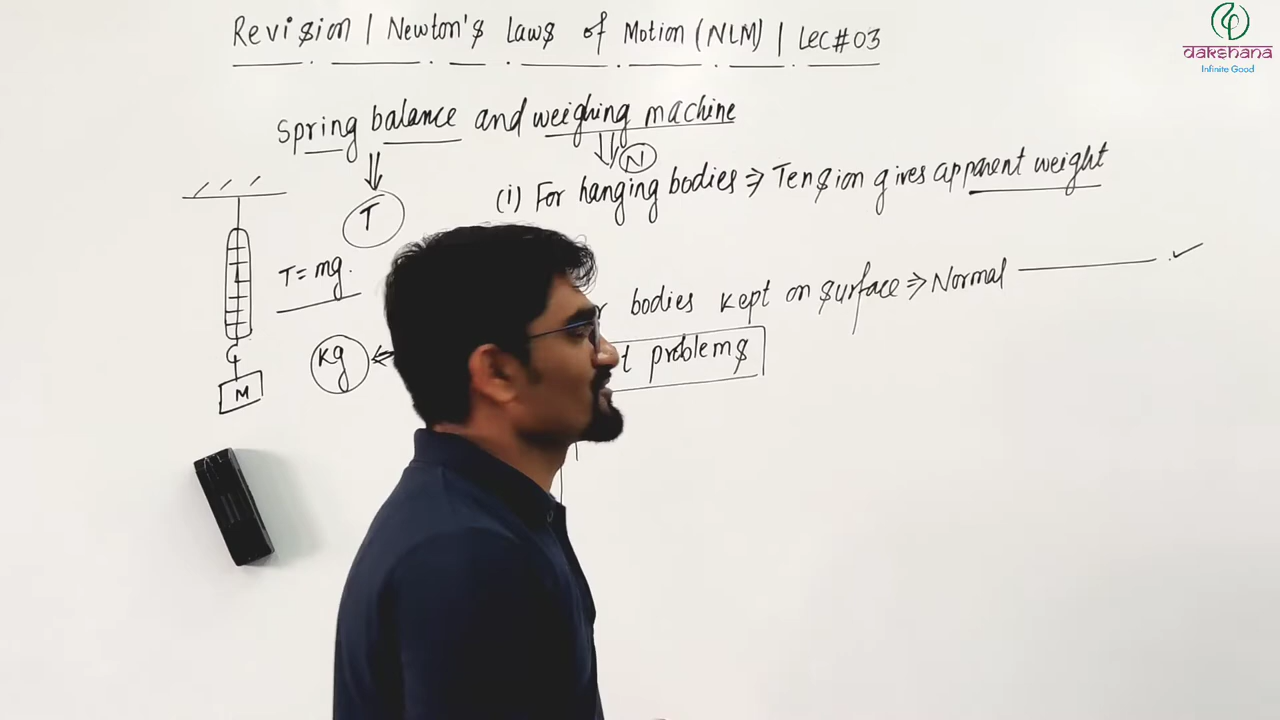 Revision | Newton's Laws of Motion (NLM) | Lec#03
dakshana
Infinite Good
Spring balance and weighing machine
N
(i) For hanging bodies ⇒ Tension gives apparent weight
T
T = mg.
bodies kept on surface ⇒ Normal
kg
problems
M